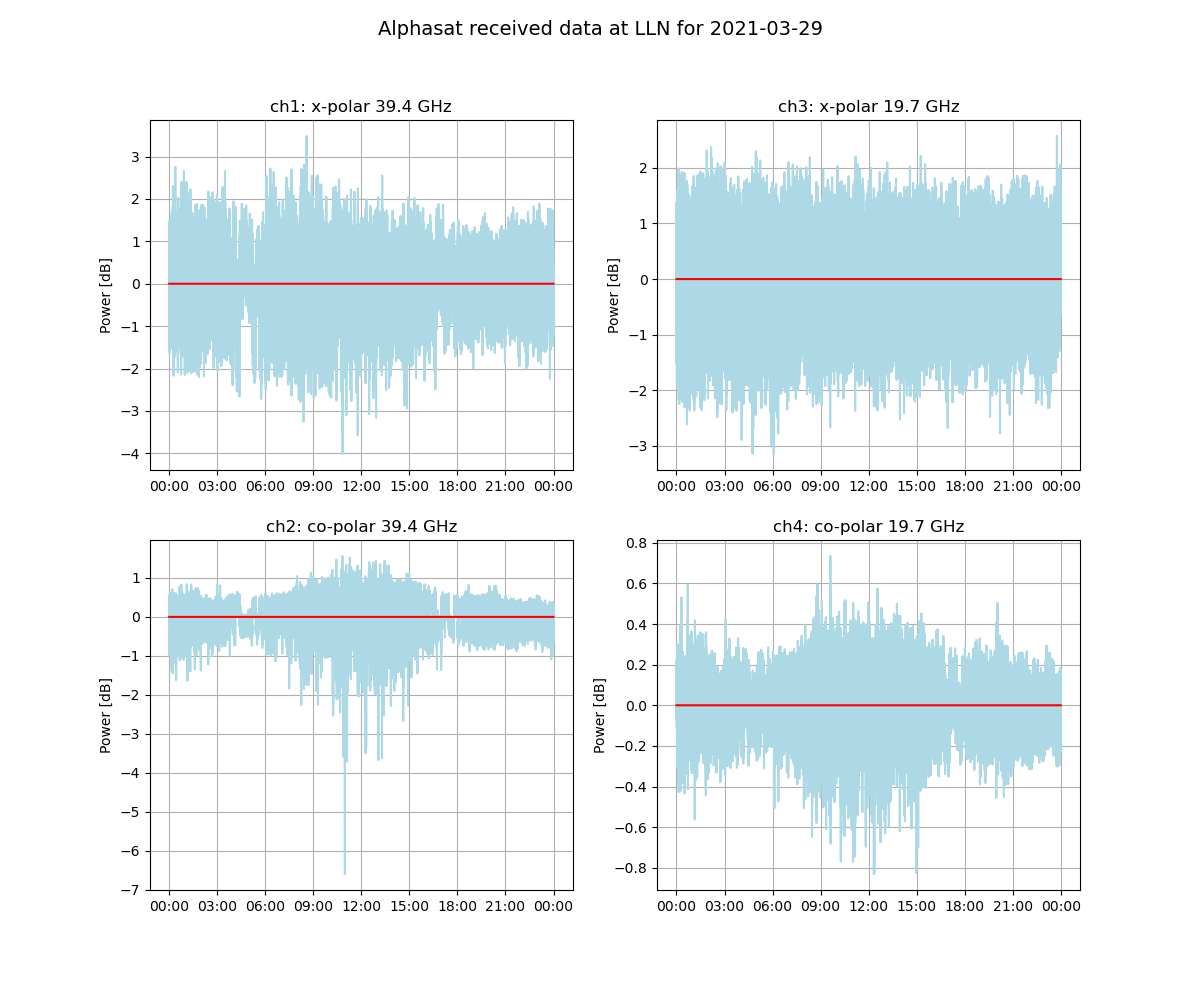 Alphasat received data at LLN for 2021-03-29
ch1: x-polar 39.4 GHz
Power [dB]
3
2
1
0
−1
−2
−3
−4
00:00 03:00 06:00 09:00 12:00 15:00 18:00 21:00 00:00
ch3: x-polar 19.7 GHz
Power [dB]
2
1
0
−1
−2
−3
00:00 03:00 06:00 09:00 12:00 15:00 18:00 21:00 00:00
ch2: co-polar 39.4 GHz
Power [dB]
1
0
−1
−2
−3
−4
−5
−6
−7
00:00 03:00 06:00 09:00 12:00 15:00 18:00 21:00 00:00
ch4: co-polar 19.7 GHz
Power [dB]
0.8
0.6
0.4
0.2
0.0
−0.2
−0.4
−0.6
−0.8
00:00 03:00 06:00 09:00 12:00 15:00 18:00 21:00 00:00